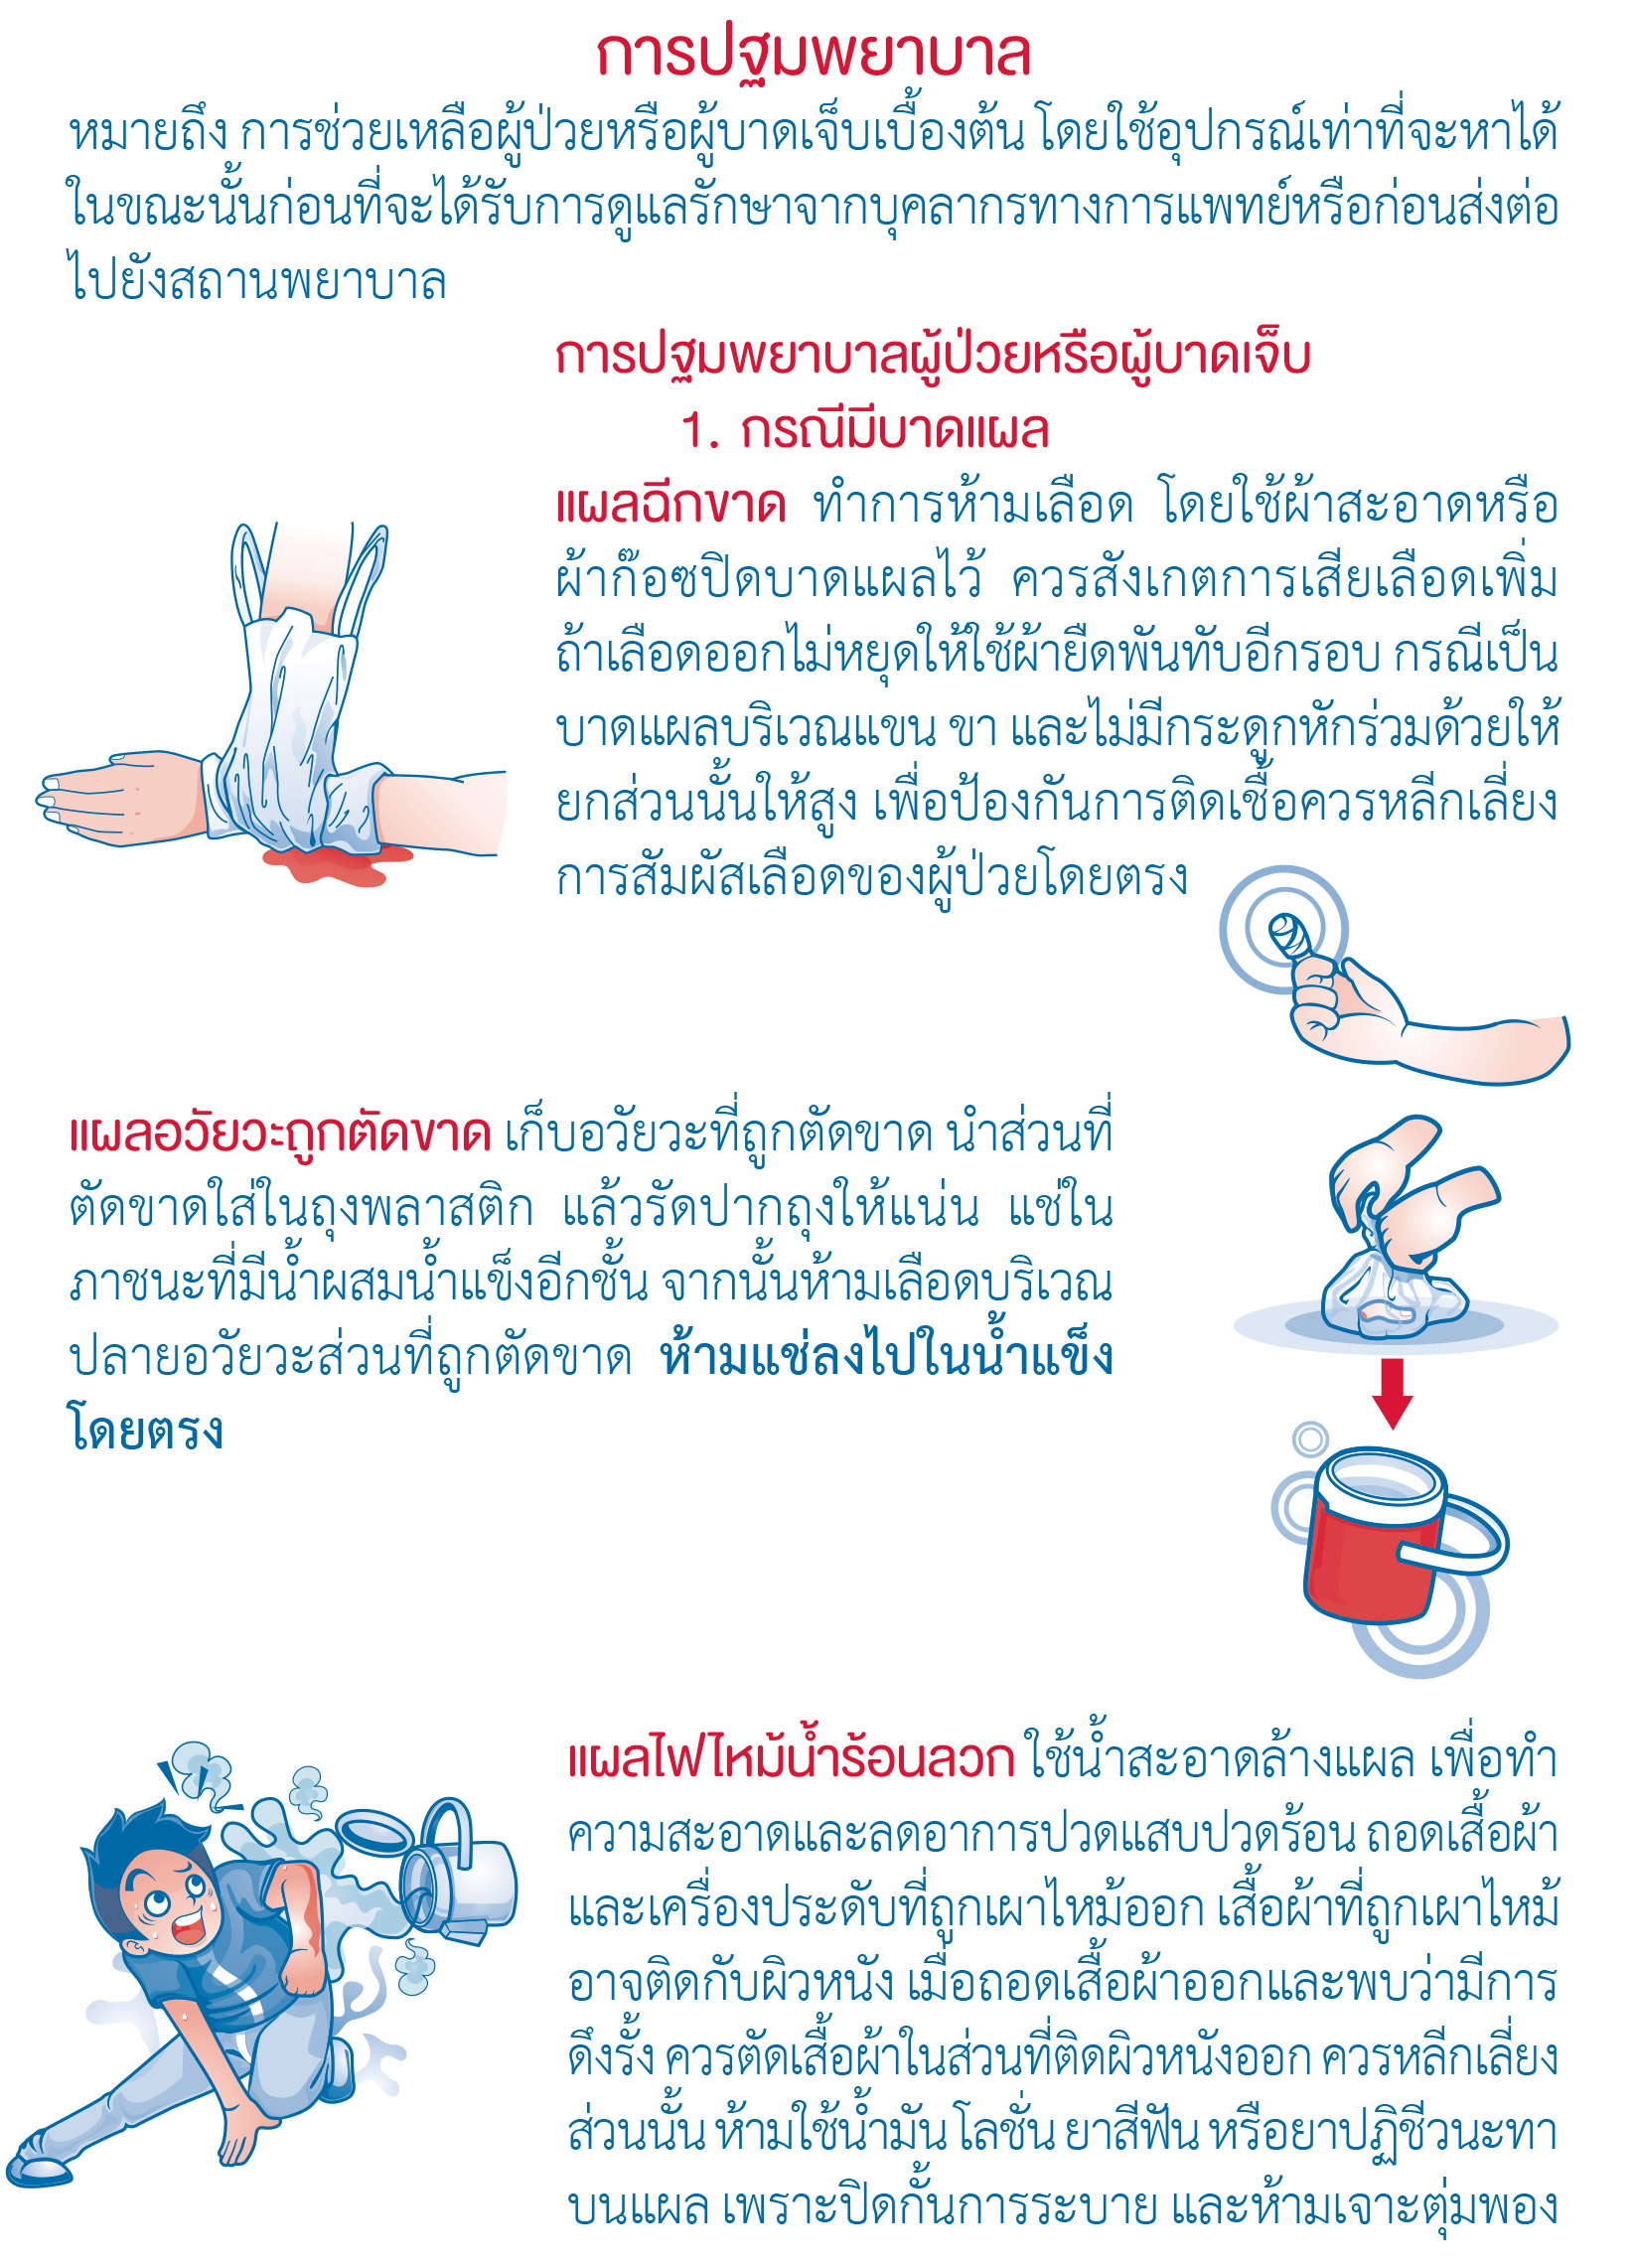 การปฐมพยาบาล
หมายถึง การช่วยเหลือผู้ป่วยหรือผู้บาดเจ็บเบื้องต้น โดยใช้อุปกรณ์เท่าที่จะหาได้
ในขณะนั้นก่อนที่จะได้รับการดูแลรักษาจากบุคลากรทางการแพทย์หรือก่อนส่งต่อ
ไปยังสถานพยาบาล
การปฐมพยาบาลผู้ป่วยหรือผู้บาดเจ็บ
1. กรณีมีบาดแผล
แผลฉีกขาด ทำการห้ามเลือด โดยใช้ผ้าสะอาดหรือ
ผ้าก๊อซปิดบาดแผลไว้ ควรสังเกตการเสียเลือดเพิ่ม
ถ้าเลือดออกไม่หยุดให้ใช้ผ้ายืดพันทับอีกรอบ กรณีเป็น
บาดแผลบริเวณแขน ขา และไม่มีกระดูกหักร่วมด้วยให้
ยกส่วนนั้นให้สูง เพื่อป้องกันการติดเชื้อควรหลีกเลี่ยง
การสัมผัสเลือดของผู้ป่วยโดยตรง
แผลอวัยวะถูกตัดขาด เก็บอวัยวะที่ถูกตัดขาด นำส่วนที่
ตัดขาดใส่ในถุงพลาสติก แล้วรัดปากถุงให้แน่น แช่ใน
ภาชนะที่มีน้ำผสมน้ำแข็งอีกชั้น จากนั้นห้ามเลือดบริเวณ
ปลายอวัยวะส่วนที่ถูกตัดขาด ห้ามแช่ลงไปในน้ำแข็ง
โดยตรง
แผลไฟไหม้น้ำร้อนลวก ใช้น้ำสะอาดล้างแผล เพื่อทำ
ความสะอาดและลดอาการปวดแสบปวดร้อน ถอดเสื้อผ้า
และเครื่องประดับที่ถูกเผาไหม้ออก เสื้อผ้าที่ถูกเผาไหม้
อาจติดกับผิวหนัง เมื่อถอดเสื้อผ้าออกและพบว่ามีการ
ดึงรั้ง ควรตัดเสื้อผ้าในส่วนที่ติดผิวหนังออก ควรหลีกเลี่ยง
ส่วนนั้น ห้ามใช้น้ำมัน โลชั่น ยาสีฟัน หรือยาปฏิชีวนะทา
บนแผล เพราะปิดกั้นการระบาย และห้ามเจาะตุ่มพอง